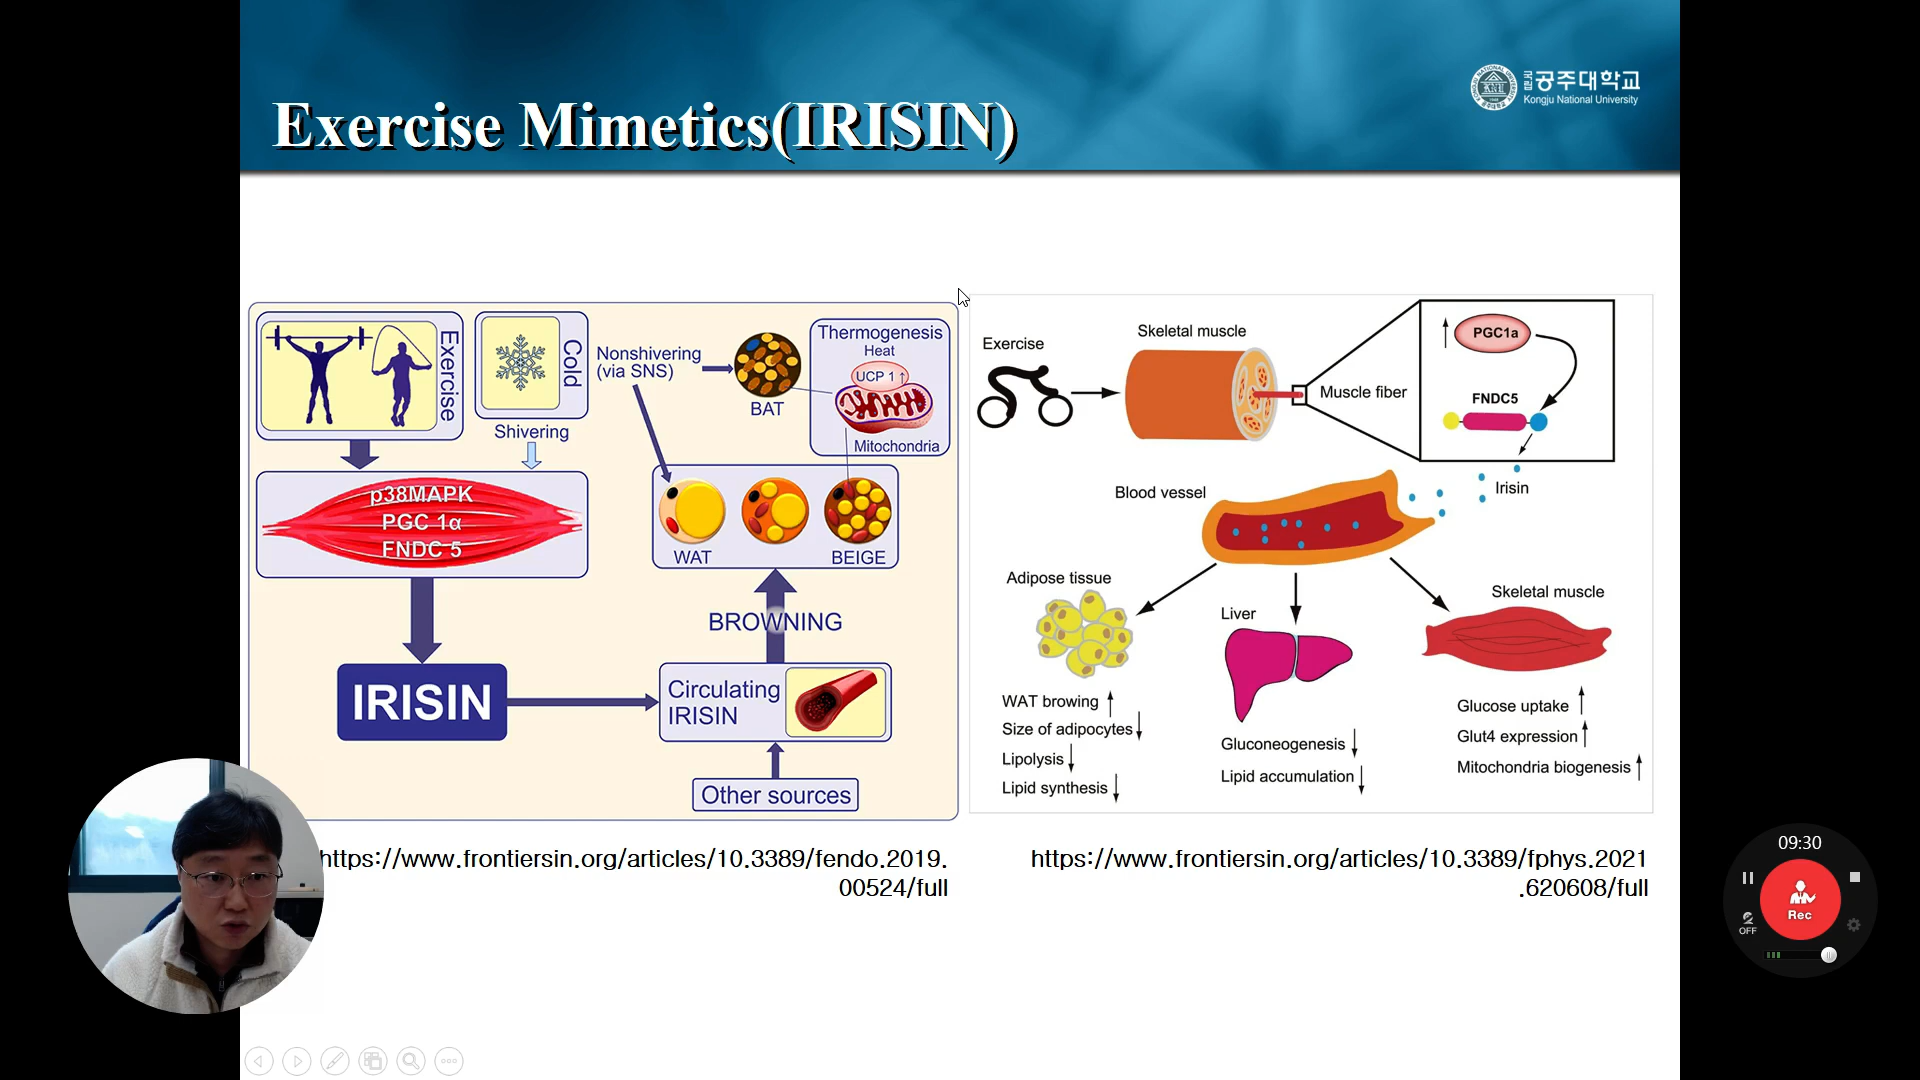 Exercise Mimetics(IRISIN)
국립 공주대학교
Kongju National University
Exercise
Cold
Shivering
Nonshivering
(via SNS)
BAT
Thermogenesis
Heat
UCP 1↑
Mitochondria
p38MAPK
PGC 1α
FNDC 5
WAT
BEIGE
BROWNING
IRISIN
Circulating
IRISIN
Other sources
https://www.frontiersin.org/articles/10.3389/fendo.2019.
00524/full
Exercise
Skeletal muscle
Muscle fiber
PGC1a
FNDC5
Irisin
Blood vessel
Adipose tissue
WAT browing ↑
Size of adipocytes ↓
Lipolysis ↓
Lipid synthesis ↓
Liver
Gluconeogenesis ↓
Lipid accumulation ↓
Skeletal muscle
Glucose uptake ↑
Glut4 expression ↑
Mitochondria biogenesis ↑
https://www.frontiersin.org/articles/10.3389/fphys.2021
.620608/full
09:30
Rec
OFF